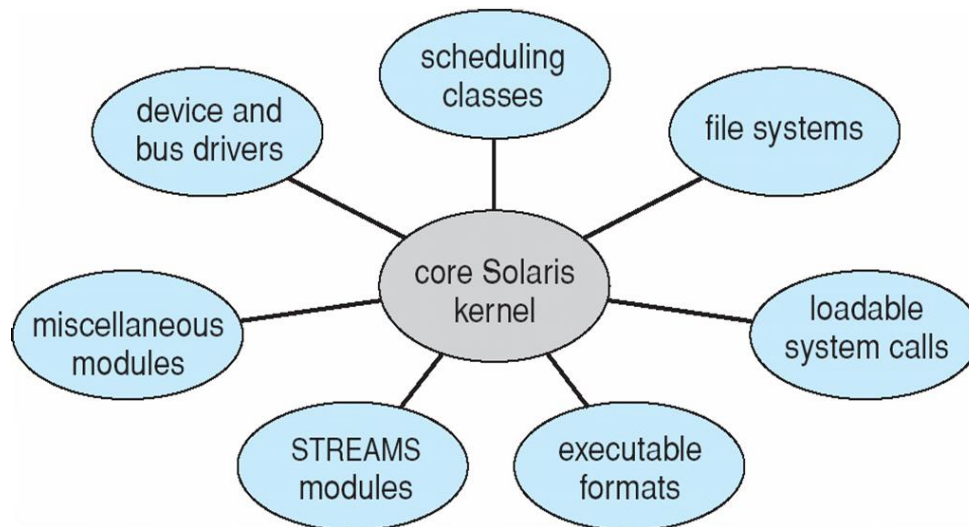 scheduling
classes
device and
bus drivers
file systems
core Solaris
kernel
miscellaneous
modules
loadable
system calls
STREAMS
modules
executable
formats